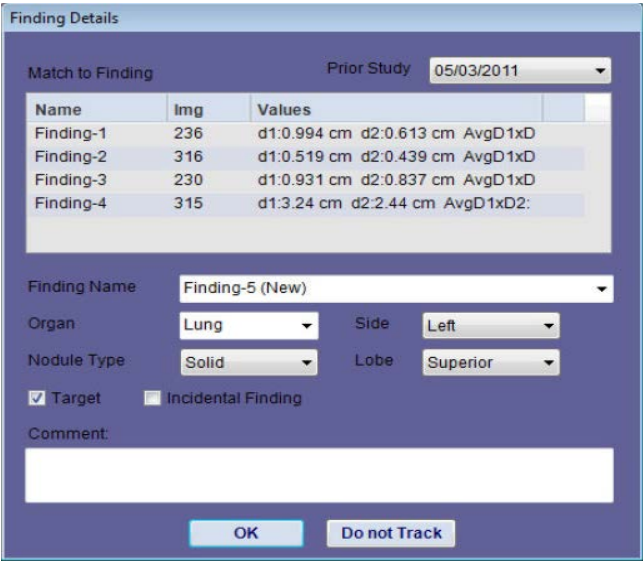 Finding Details
Match to Finding Prior Study 05/03/2011
Name Img Values
Finding-1 236 d1:0.994 cm d2:0.613 cm AvgD1xD
Finding-2 316 d1:0.519 cm d2:0.439 cm AvgD1xD
Finding-3 230 d1:0.931 cm d2:0.837 cm AvgD1xD
Finding-4 315 d1:3.24 cm d2:2.44 cm AvgD1xD2:
Finding Name Finding-5 (New)
Organ Lung Side Left
Nodule Type Solid Lobe Superior
Target Incidental Finding
Comment:
OK Do not Track